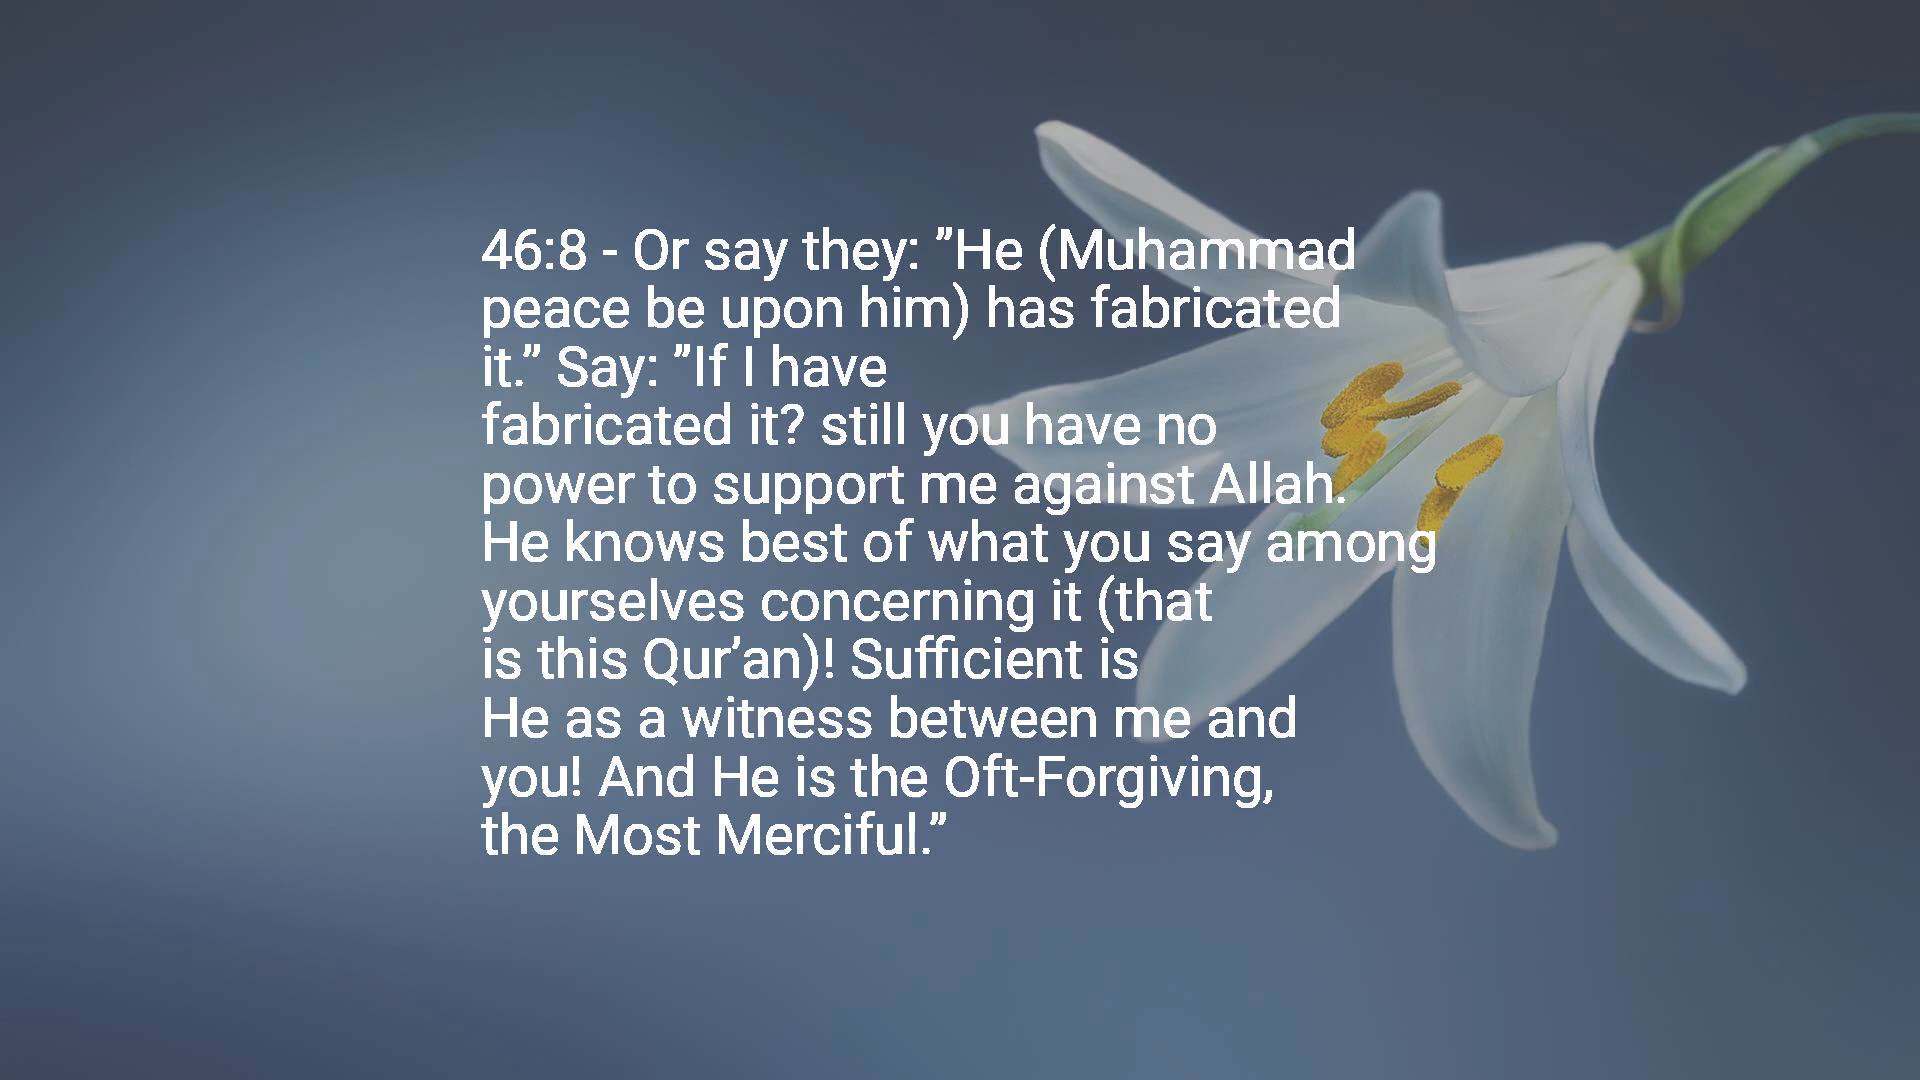 46:8 - Or say they: ”He (Muhammad
peace be upon him) has fabricated
it.” Say: ”If I have
fabricated it? still you have no
power to support me against Allah.
He knows best of what you say among
yourselves concerning it (that
is this Qur’an)! Sufficient is
He as a witness between me and
you! And He is the Oft-Forgiving,
the Most Merciful.”